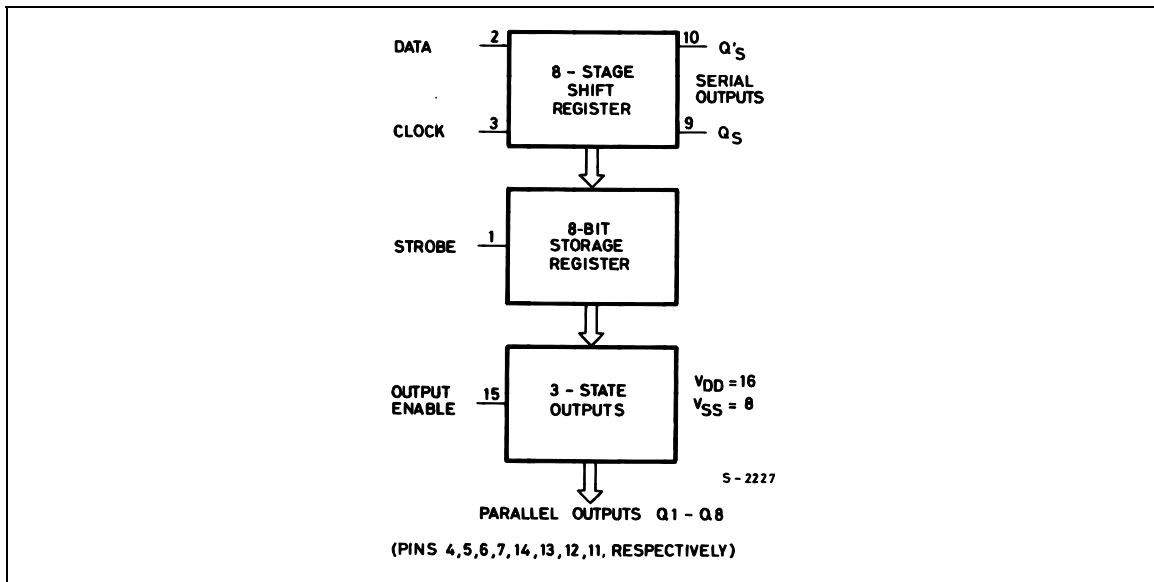 DATA
2
8 - STAGE
SHIFT
REGISTER
10
Q'S
SERIAL
OUTPUTS
CLOCK
3
9
QS
STROBE
1
8-BIT
STORAGE
REGISTER
OUTPUT
ENABLE
15
3 - STATE
OUTPUTS
VDD = 16
VSS = 8
S - 2227
PARALLEL OUTPUTS Q1 - Q8
(PINS 4,5,6,7,14,13,12,11, RESPECTIVELY)